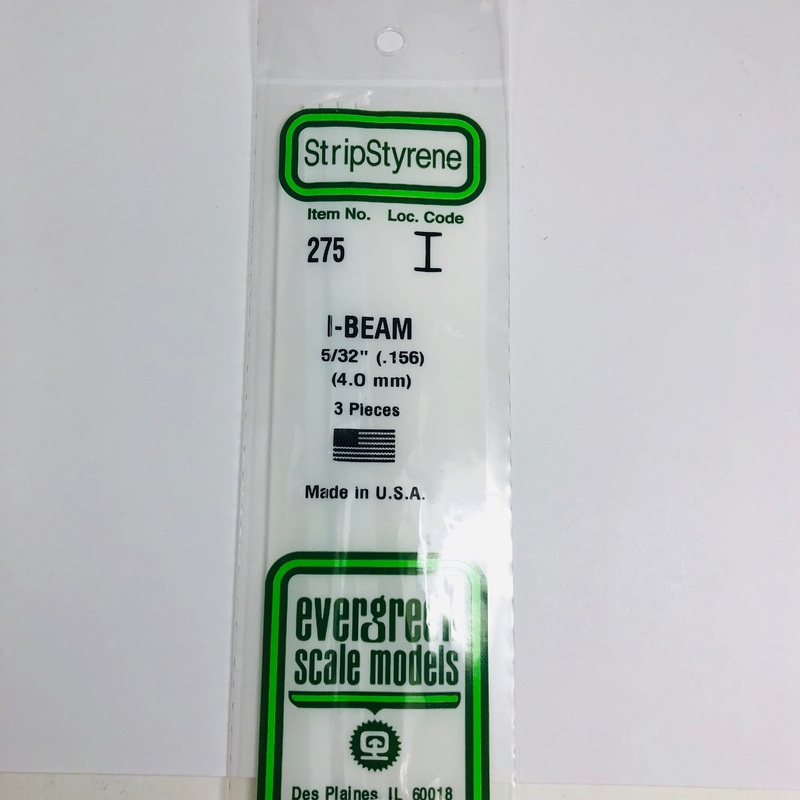 StripStyrene
Item No. Loc. Code
275 I
I-BEAM
5/32" (.156)
(4.0 mm)
3 Pieces
Made in U.S.A.
evergreen
scale models
Des Plaines, IL 60018